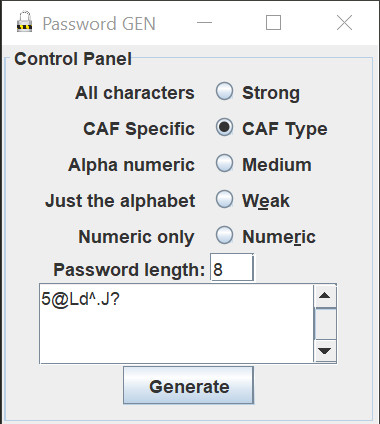 Password GEN
Control Panel
All characters Strong
CAF Specific CAF Type
Alpha numeric Medium
Just the alphabet Weak
Numeric only Numeric
Password length: 8
5@Ld^.J?
Generate